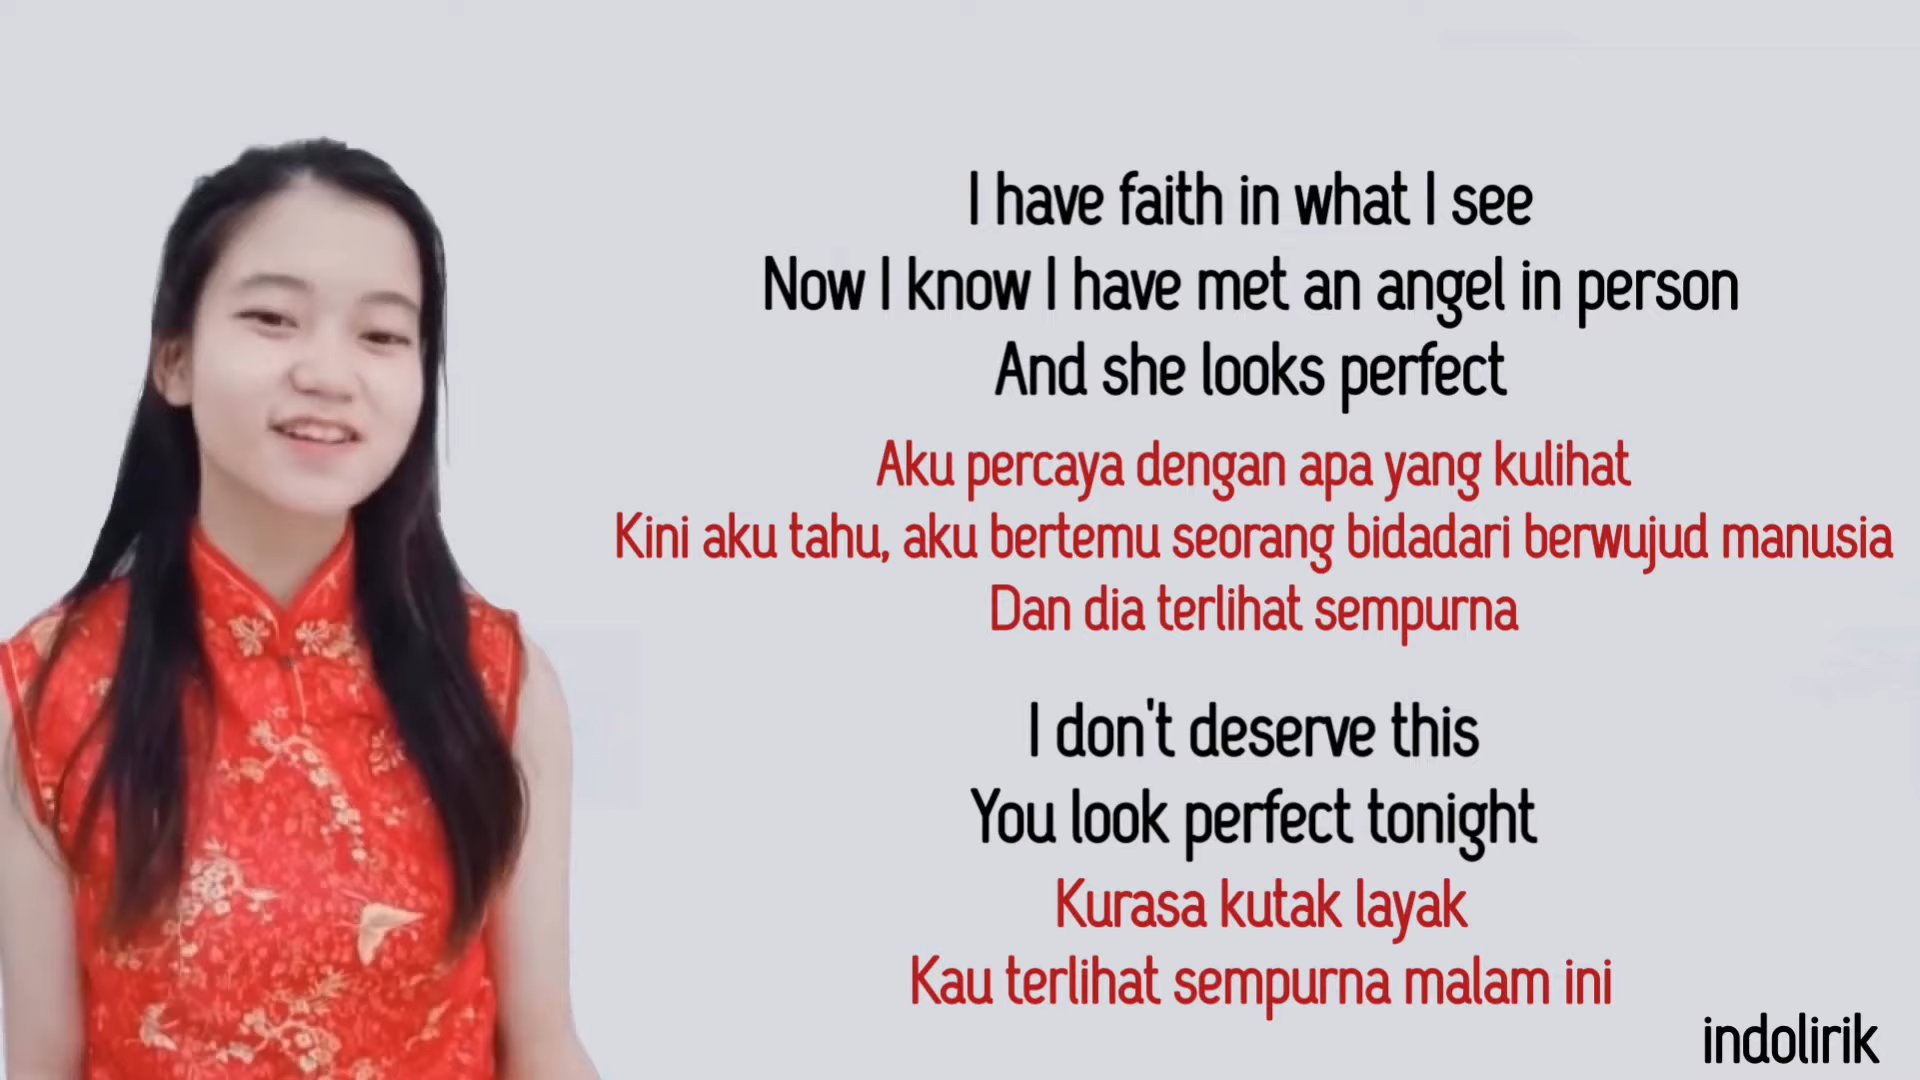 I have faith in what I see
Now I know I have met an angel in person
And she looks perfect
Aku percaya dengan apa yang kulihat
Kini aku tahu, aku bertemu seorang bidadari berwujud manusia
Dan dia terlihat sempurna
I don't deserve this
You look perfect tonight
Kurasa kutak layak
Kau terlihat sempurna malam ini
indolirik